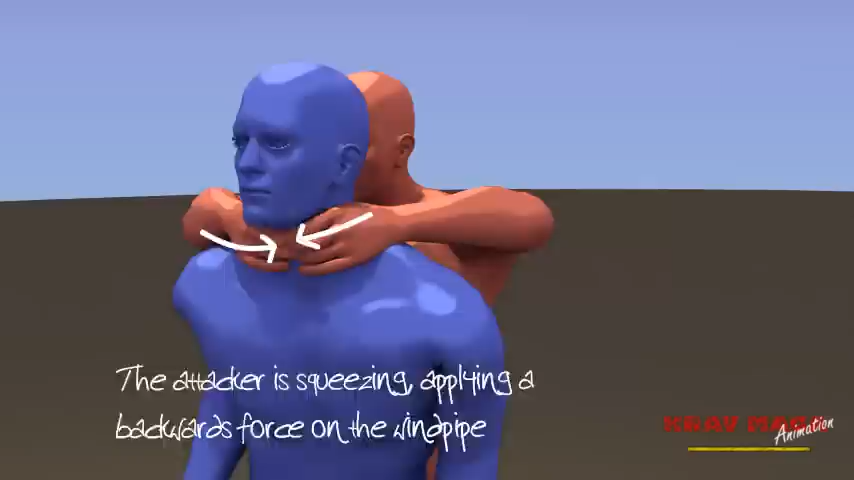 The attacker is squeezing, applying a
backwards force on the windpipe
KRAV MAGA
Animation